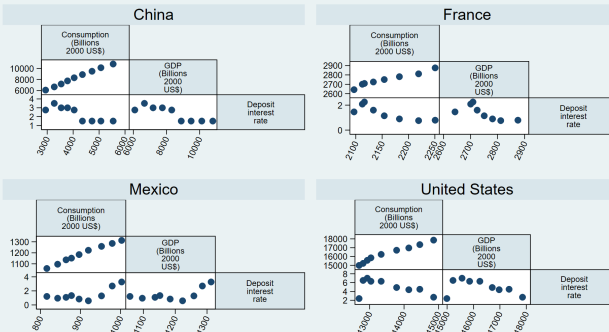 China
Consumption
(Billions
2000 US$)
10000
8000
6000
GDP
(Billions
2000
US$)
4
3
2
1
Deposit
interest
rate
3000
4000
5000
6000
6000
8000
10000
France
Consumption
(Billions
2000 US$)
2900
2800
2700
2600
GDP
(Billions
2000
US$)
2
0
Deposit
interest
rate
2100
2150
2200
2250
2600
2700
2800
2900
Mexico
Consumption
(Billions
2000 US$)
1300
1200
1100
GDP
(Billions
2000
US$)
4
2
0
Deposit
interest
rate
800
900
1000
1100
1200
1300
United States
Consumption
(Billions
2000 US$)
18000
17000
16000
15000
GDP
(Billions
2000
US$)
8
6
4
2
Deposit
interest
rate
13000
14000
15000
15000
16000
17000
18000